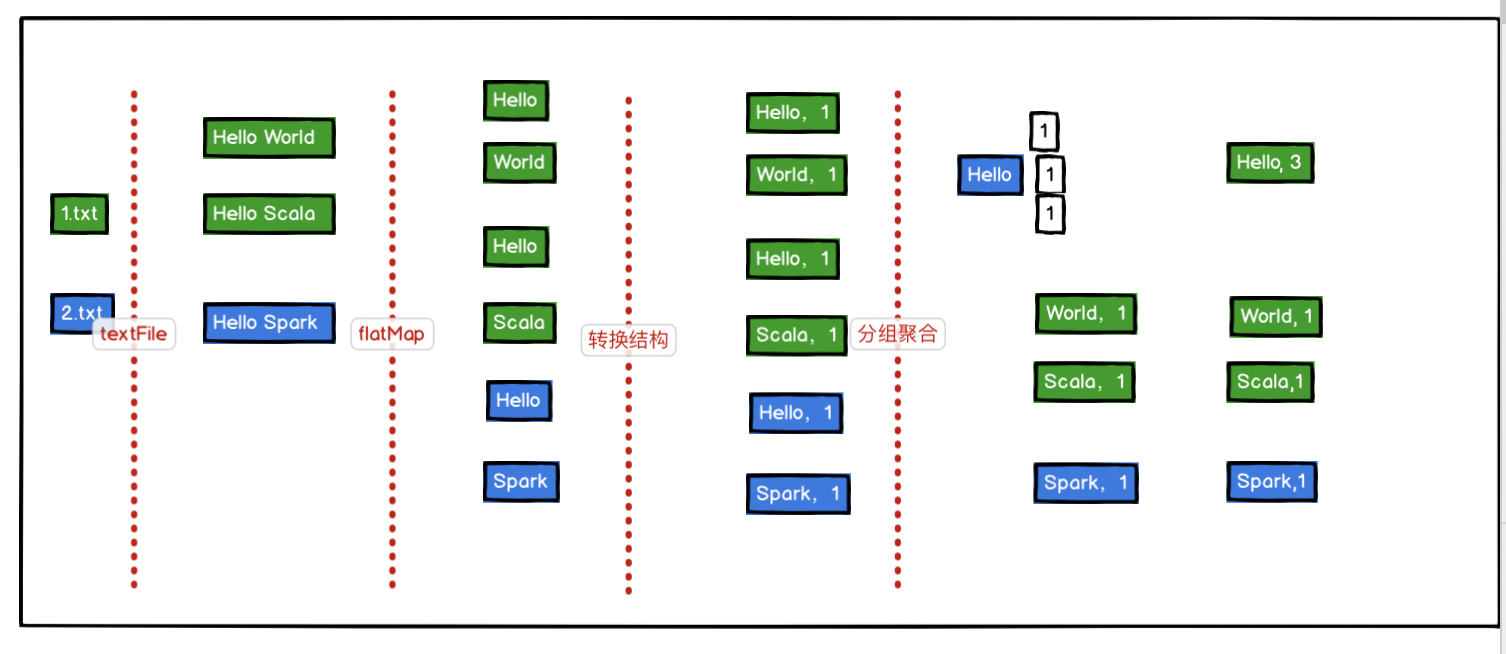 1.txt
2.txt
textFile
Hello World
Hello Scala
Hello Spark
flatMap
Hello
World
Hello
Scala
Hello
Spark
转换结构
Hello，1
World，1
Hello，1
Scala，1
Hello，1
Spark，1
分组聚合
Hello
1
1
1
World，1
Scala，1
Spark，1
Hello, 3
World, 1
Scala,1
Spark,1